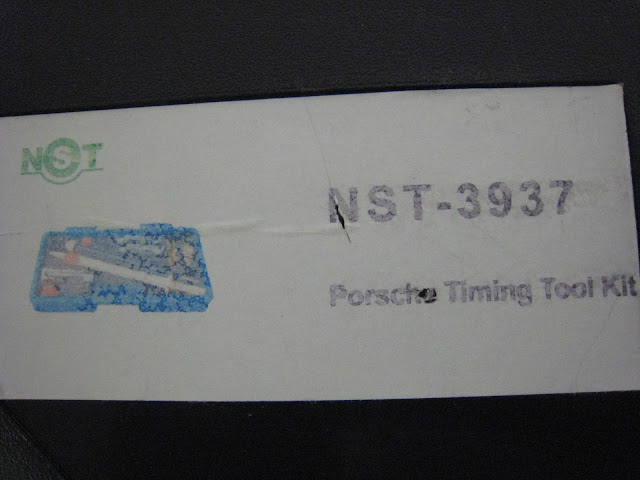 NST
NST-3937
Porsche Timing Tool Kit